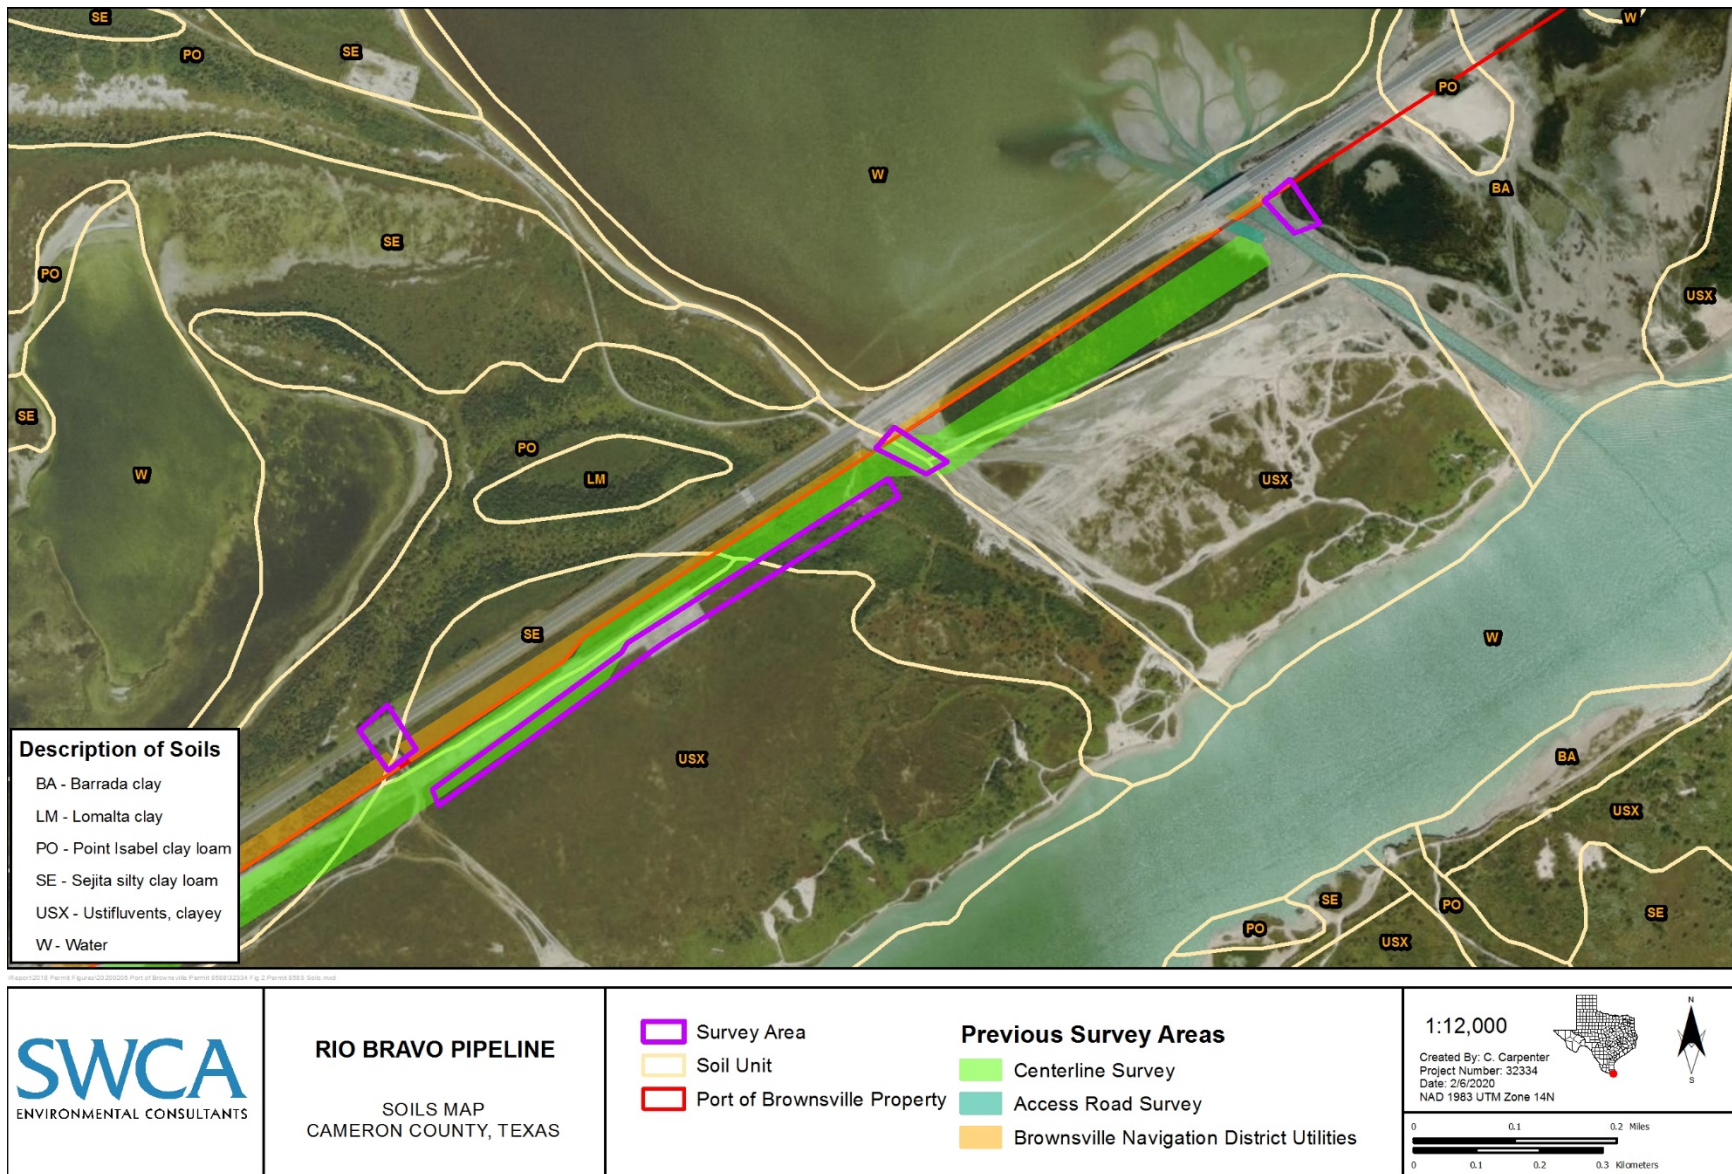 SE
PO
SE
W
PO
W
BA
SE
PO
USX
SE
PO
W
LM
USX
SE
W
USX
BA
USX
SE
PO
SE
PO
USX
Description of Soils
BA - Barrada clay
LM - Lomalta clay
PO - Point Isabel clay loam
SE - Sejita silty clay loam
USX - Ustifluvents, clayey
W - Water
SWCA
ENVIRONMENTAL CONSULTANTS
RIO BRAVO PIPELINE
SOILS MAP
CAMERON COUNTY, TEXAS
Survey Area
Soil Unit
Port of Brownsville Property
Previous Survey Areas
Centerline Survey
Access Road Survey
Brownsville Navigation District Utilities
1:12,000
Created By: C. Carpenter
Project Number: 32334
Date: 2/6/2020
NAD 1983 UTM Zone 14N
N
S
0 0.1 0.2 Miles
0 0.1 0.2 0.3 Kilometers